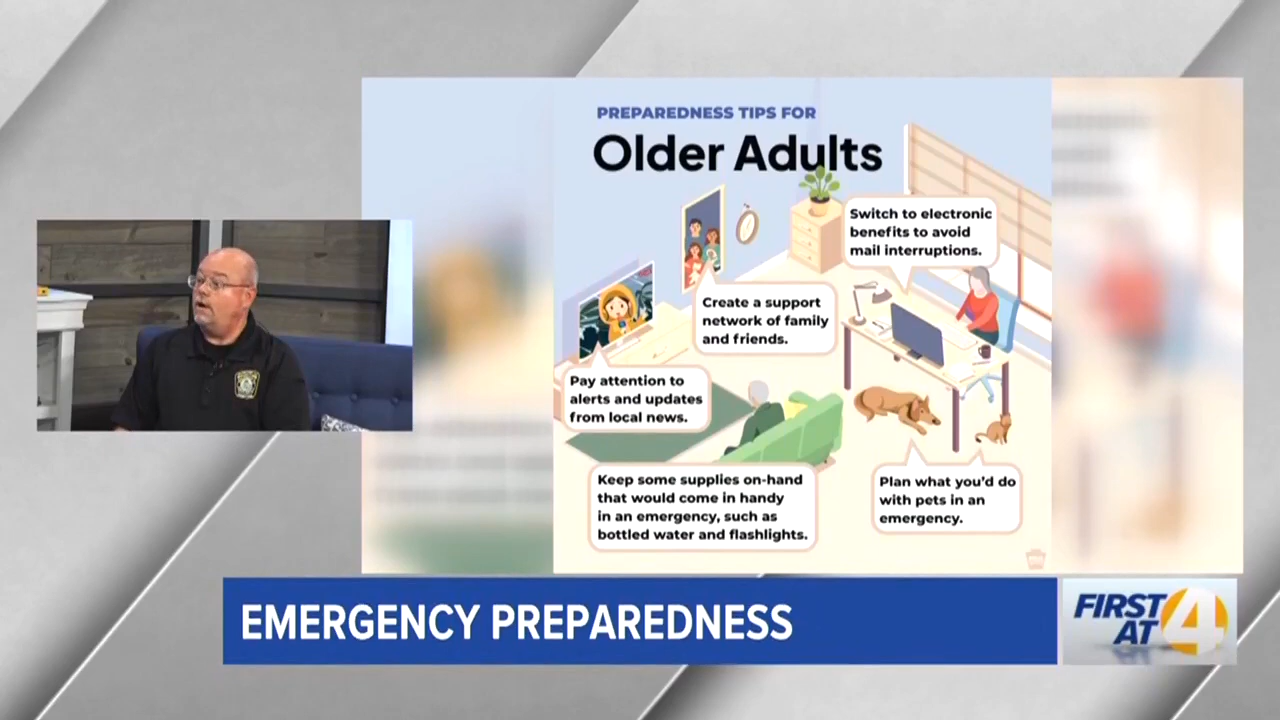 PREPAREDNESS TIPS FOR
Older Adults
Switch to electronic
benefits to avoid
mail interruptions.
Create a support
network of family
and friends.
Pay attention to
alerts and updates
from local news.
Keep some supplies on-hand
that would come in handy
in an emergency, such as
bottled water and flashlights.
Plan what you'd do
with pets in an
emergency.
EMERGENCY PREPAREDNESS
FIRST
AT 4